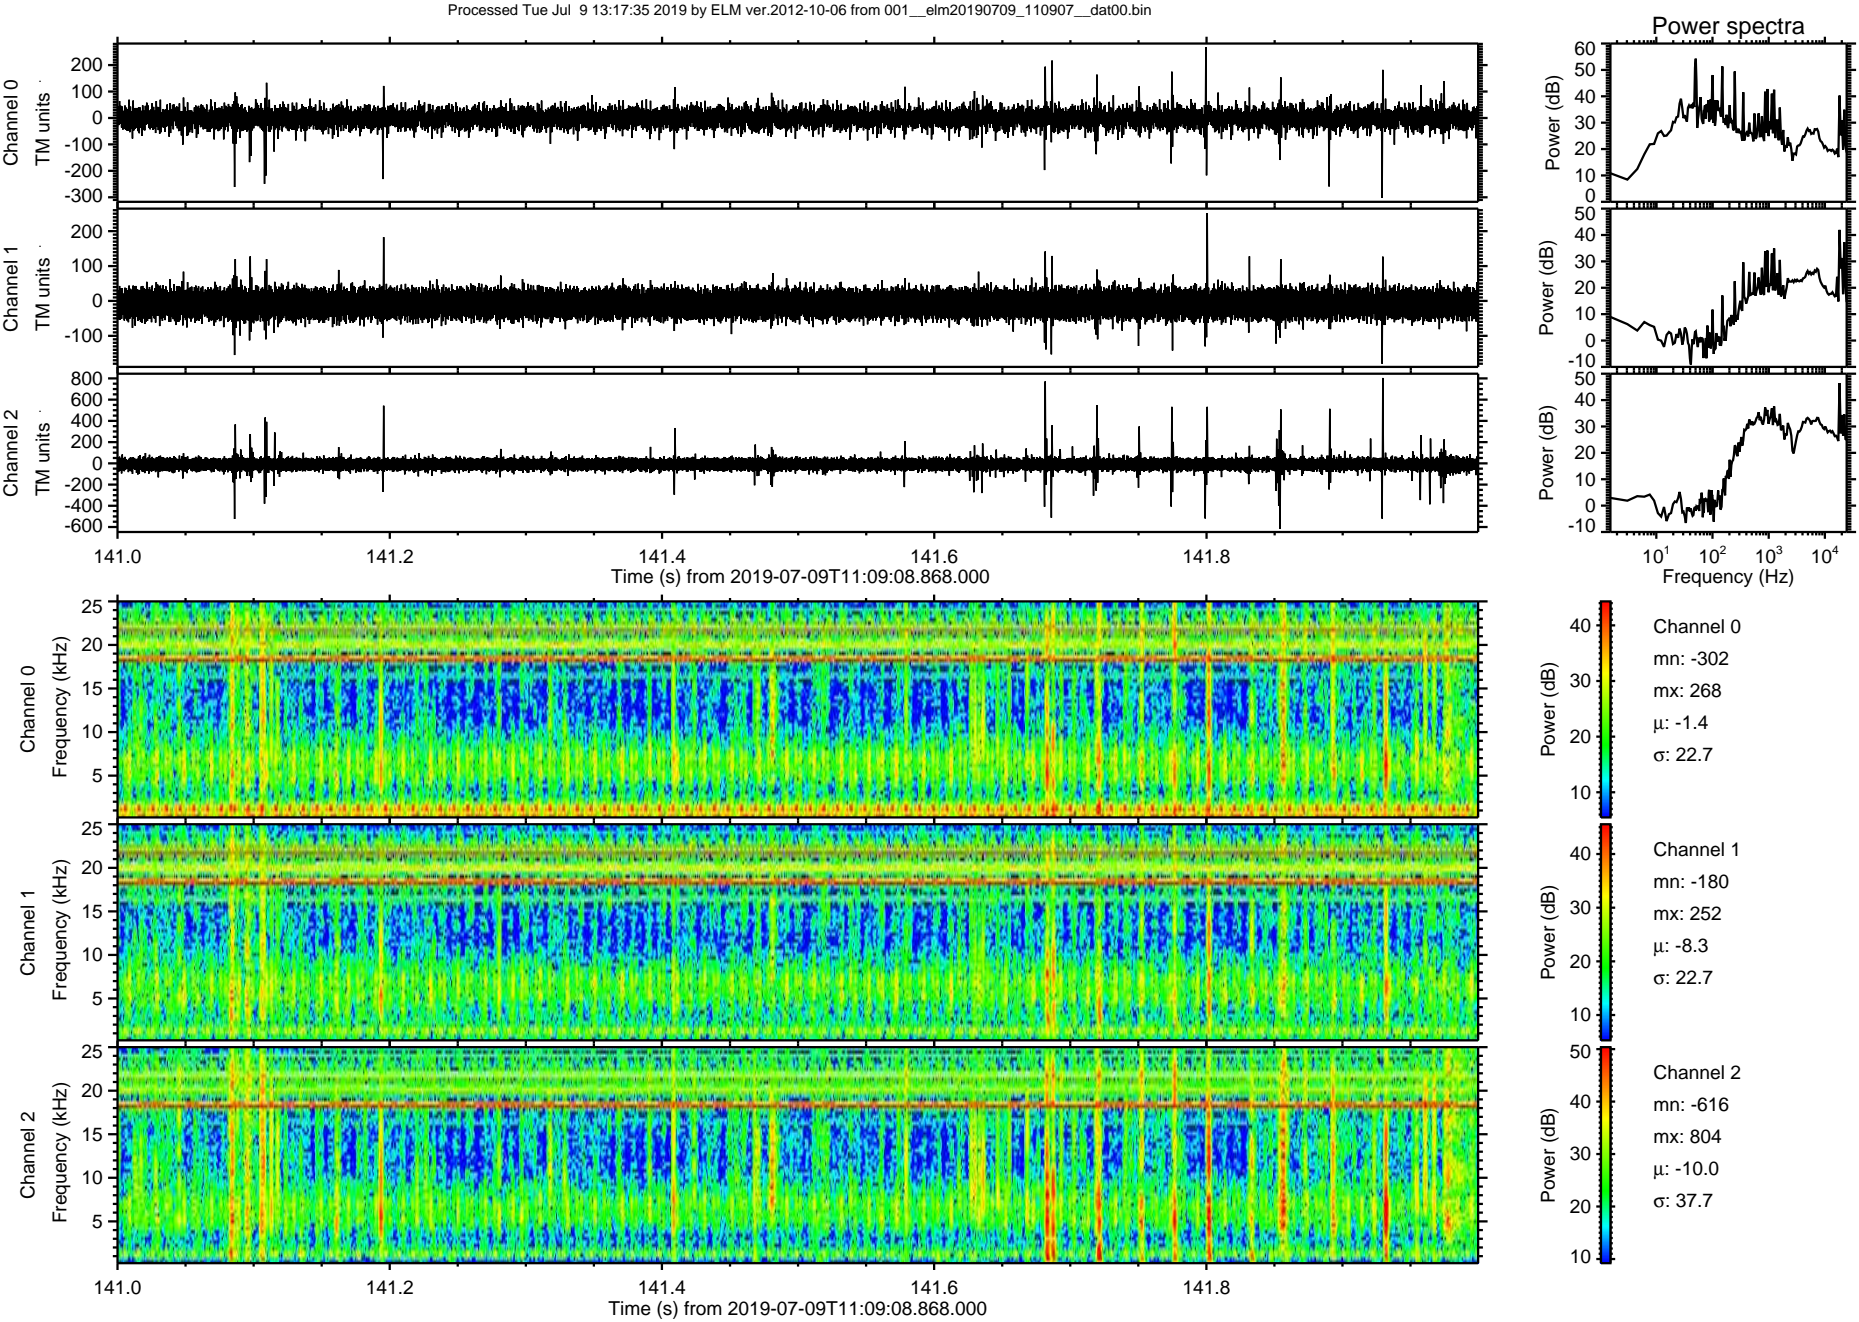 Processed Tue Jul  9 13:17:35 2019 by ELM ver.2012-10-06 from 001__elm20190709_110907__dat00.bin
Power spectra
Channel 0
TM units
200
100
0
-100
-200
-300
Power (dB)
60
50
40
30
20
10
0
Channel 1
TM units
200
100
0
-100
Power (dB)
50
40
30
20
10
0
-10
Channel 2
TM units
800
600
400
200
0
-200
-400
-600
Power (dB)
50
40
30
20
10
0
-10
141.0 141.2 141.4 141.6 141.8
Time (s) from 2019-07-09T11:09:08.868.000
10^1 10^2 10^3 10^4
Frequency (Hz)
Channel 0
Frequency (kHz)
25
20
15
10
5
Power (dB)
40
30
20
10
Channel 0
mn: -302
mx: 268
μ: -1.4
σ: 22.7
Channel 1
Frequency (kHz)
25
20
15
10
5
Power (dB)
40
30
20
10
Channel 1
mn: -180
mx: 252
μ: -8.3
σ: 22.7
Channel 2
Frequency (kHz)
25
20
15
10
5
Power (dB)
50
40
30
20
10
Channel 2
mn: -616
mx: 804
μ: -10.0
σ: 37.7
141.0 141.2 141.4 141.6 141.8
Time (s) from 2019-07-09T11:09:08.868.000